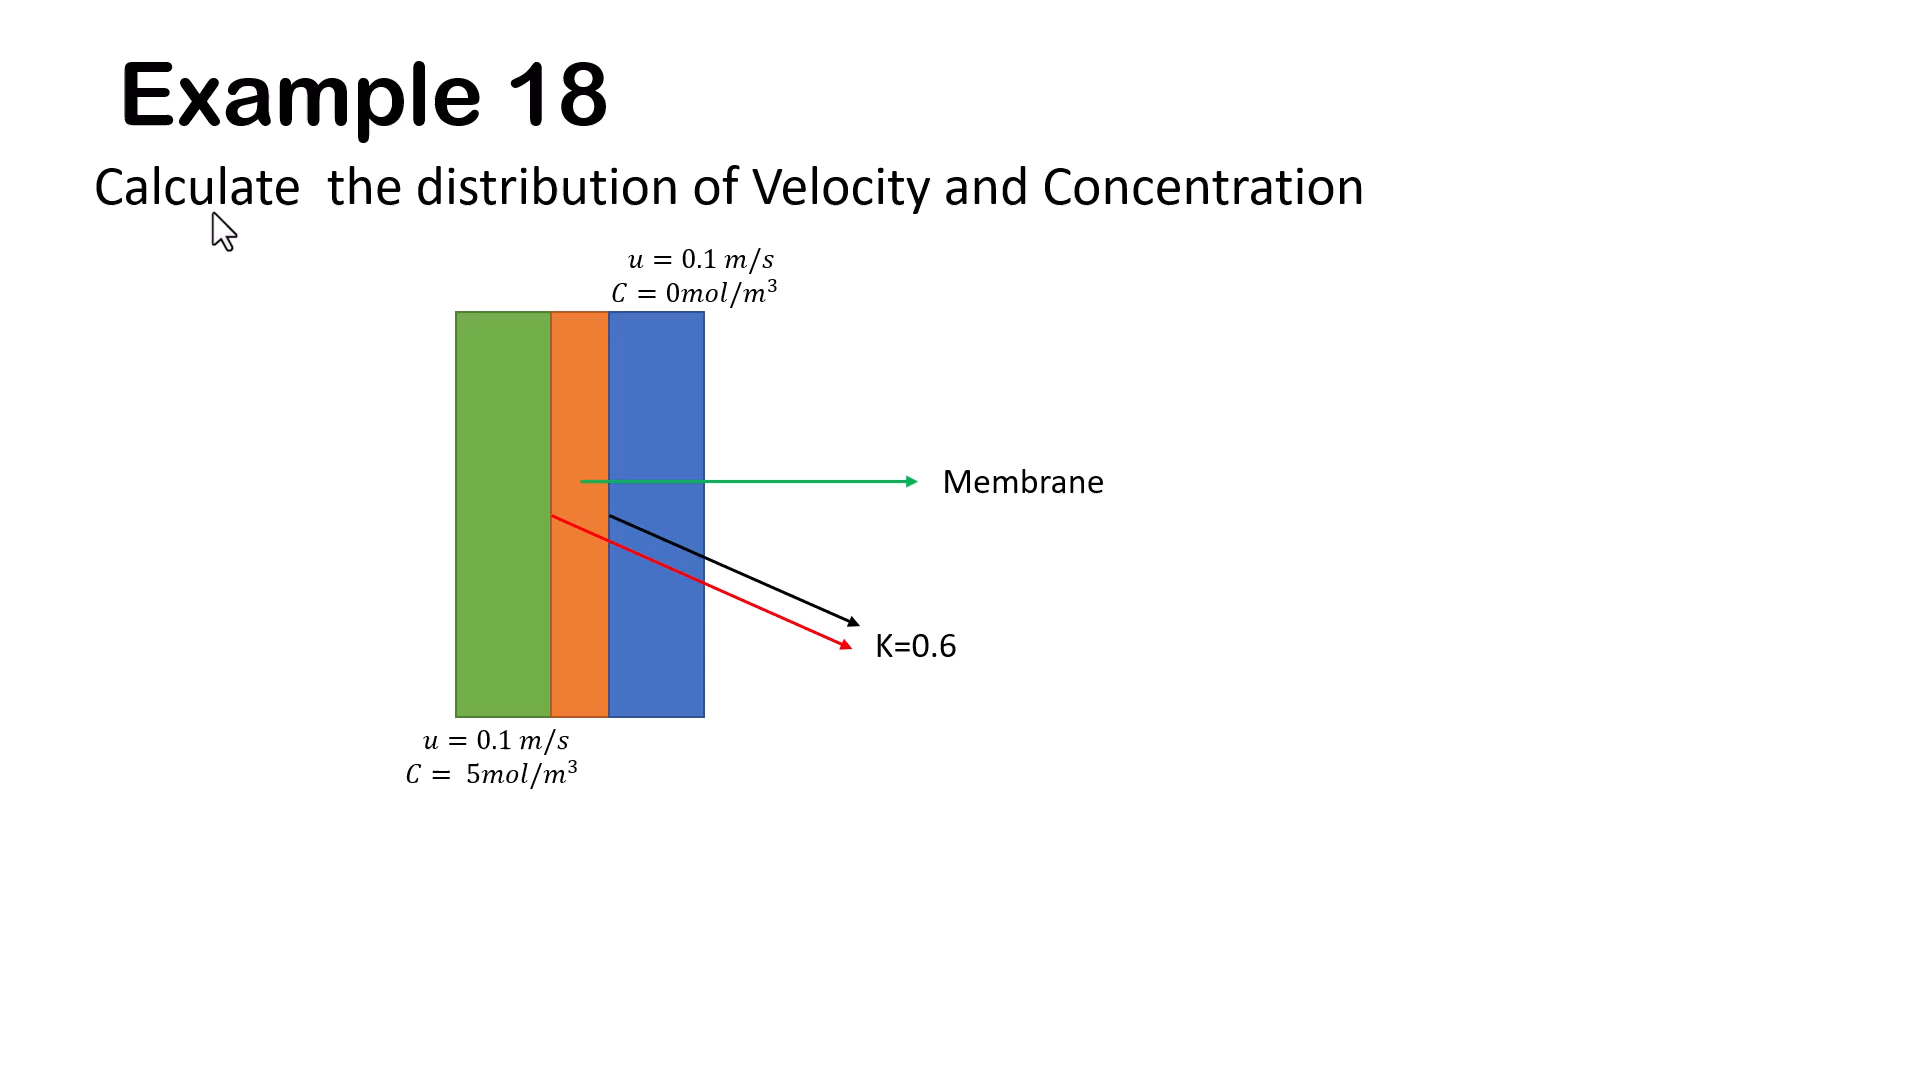 Example 18
Calculate the distribution of Velocity and Concentration
u = 0.1 m/s
C = 0mol/m³
Membrane
K=0.6
u = 0.1 m/s
C = 5mol/m³